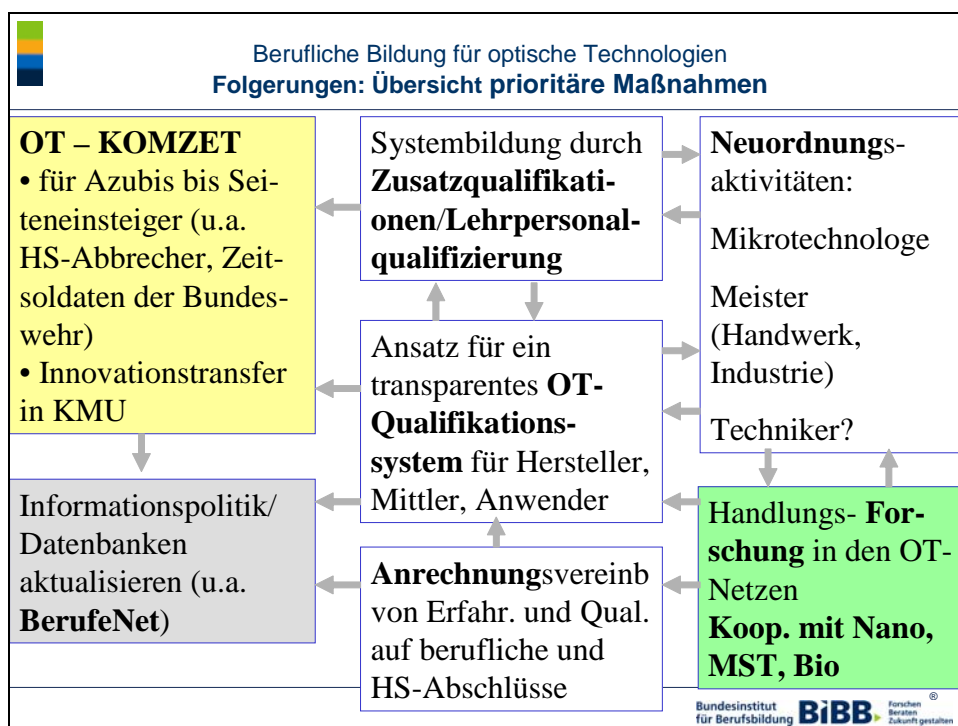 Berufliche Bildung für optische Technologien
Folgerungen: Übersicht prioritäre Maßnahmen
OT – KOMZET
• für Azubis bis Sei-
teneinsteiger (u.a.
HS-Abbrecher, Zeit-
soldaten der Bundes-
wehr)
• Innovationstransfer
in KMU
Systembildung durch
Zusatzqualifikati-
onen/Lehrpersonal-
qualifizierung
Neuordnungs-
aktivitäten:
Mikrotechnologe
Meister
(Handwerk,
Industrie)
Techniker?
Ansatz für ein
transparentes OT-
Qualifikations-
system für Hersteller,
Mittler, Anwender
Informationspolitik/
Datenbanken
aktualisieren (u.a.
BerufeNet)
Anrechnungsvereinb
von Erfahr. und Qual.
auf berufliche und
HS-Abschlüsse
Handlungs- For-
schung in den OT-
Netzen
Koop. mit Nano,
MST, Bio
Bundesinstitut
für Berufsbildung
BiBB
Forschen
Beraten
Zukunft gestalten
®